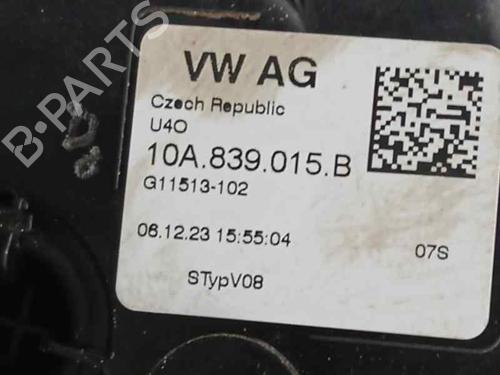 VW AG
Czech Republic
U4O
10A.839.015.B
G11513-102
06.12.23 15:55:04
07S
STypV08
B-PARTS